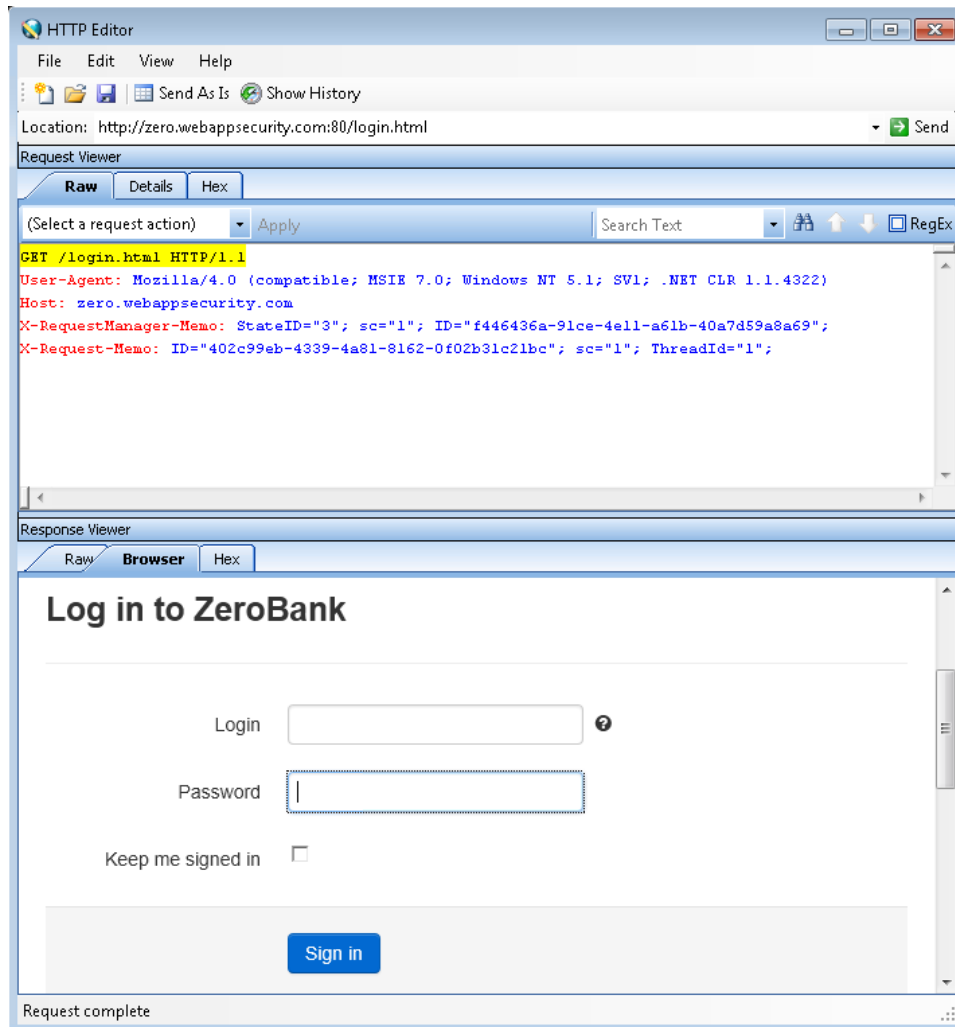 HTTP Editor
File Edit View Help
Send As Is Show History
Location: http://zero.webappsecurity.com:80/login.html Send
Request Viewer
Raw Details Hex
(Select a request action) Apply Search Text RegEx
GET /login.html HTTP/1.1
User-Agent: Mozilla/4.0 (compatible; MSIE 7.0; Windows NT 5.1; SV1; .NET CLR 1.1.4322)
Host: zero.webappsecurity.com
X-RequestManager-Memo: StateID="3"; sc="1"; ID="f446436a-91ce-4e11-a61b-40a7d59a8a69";
X-Request-Memo: ID="402c99eb-4339-4a81-8162-0f02b31c21bc"; sc="1"; ThreadId="1";
Response Viewer
Raw Browser Hex
Log in to ZeroBank
Login
Password
Keep me signed in
Sign in
Request complete